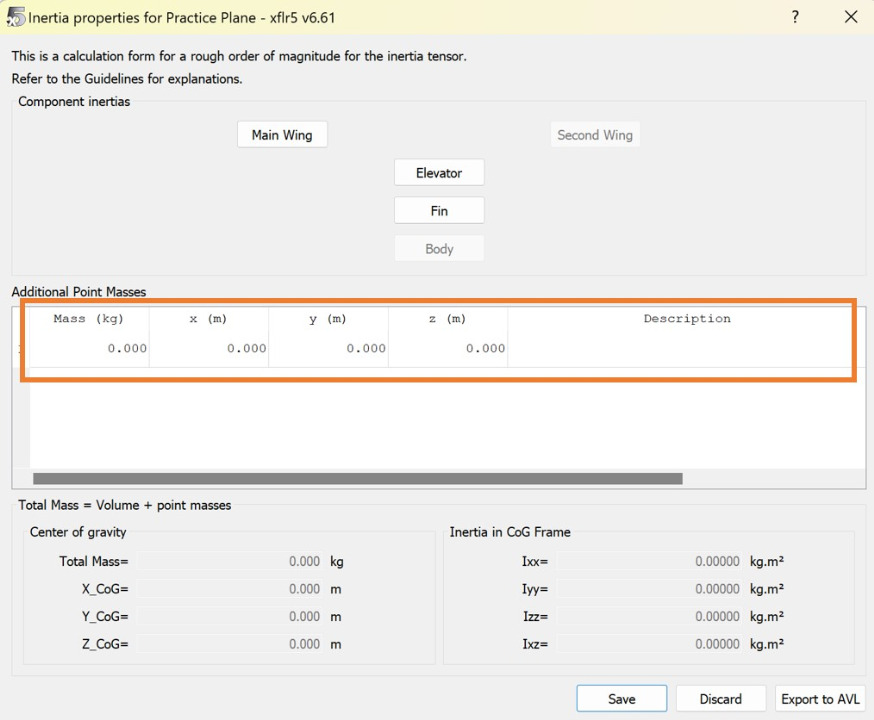 Inertia properties for Practice Plane - xflr5 v6.61 ?
This is a calculation form for a rough order of magnitude for the inertia tensor.
Refer to the Guidelines for explanations.
Component inertias
Main Wing Second Wing
Elevator
Fin
Body
Additional Point Masses
Mass (kg) x (m) y (m) z (m) Description
0.000 0.000 0.000 0.000
Total Mass = Volume + point masses
Center of gravity Inertia in CoG Frame
Total Mass= 0.000 kg Ixx= 0.00000 kg.m²
X_CoG= 0.000 m Iyy= 0.00000 kg.m²
Y_CoG= 0.000 m Izz= 0.00000 kg.m²
Z_CoG= 0.000 m Ixz= 0.00000 kg.m²
Save Discard Export to AVL